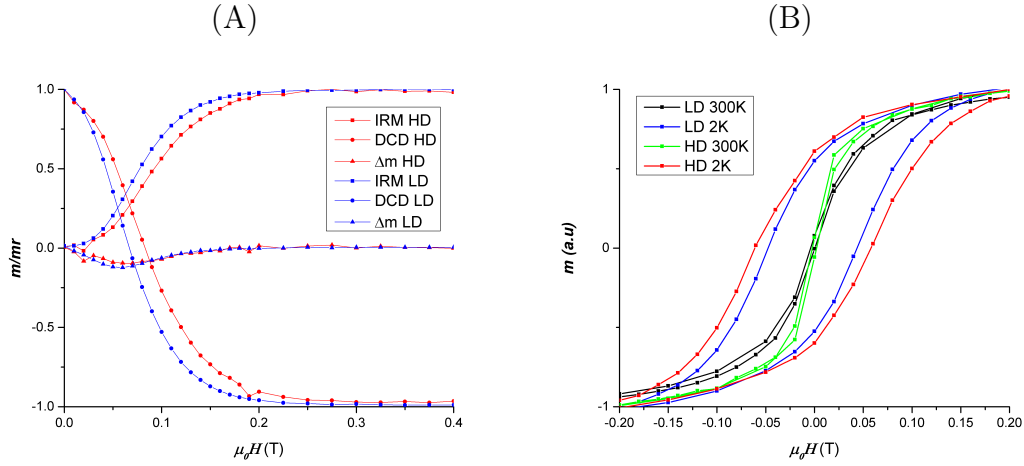 (A)
(B)
1.0
0.5
0.0
-0.5
-1.0
m/mr
0.0
0.1
0.2
0.3
0.4
μ₀H (T)
IRM HD
DCD HD
Δm HD
IRM LD
DCD LD
Δm LD
1
0
-1
m (a.u)
-0.20
-0.15
-0.10
-0.05
0.00
0.05
0.10
0.15
0.20
μ₀H (T)
LD 300K
LD 2K
HD 300K
HD 2K